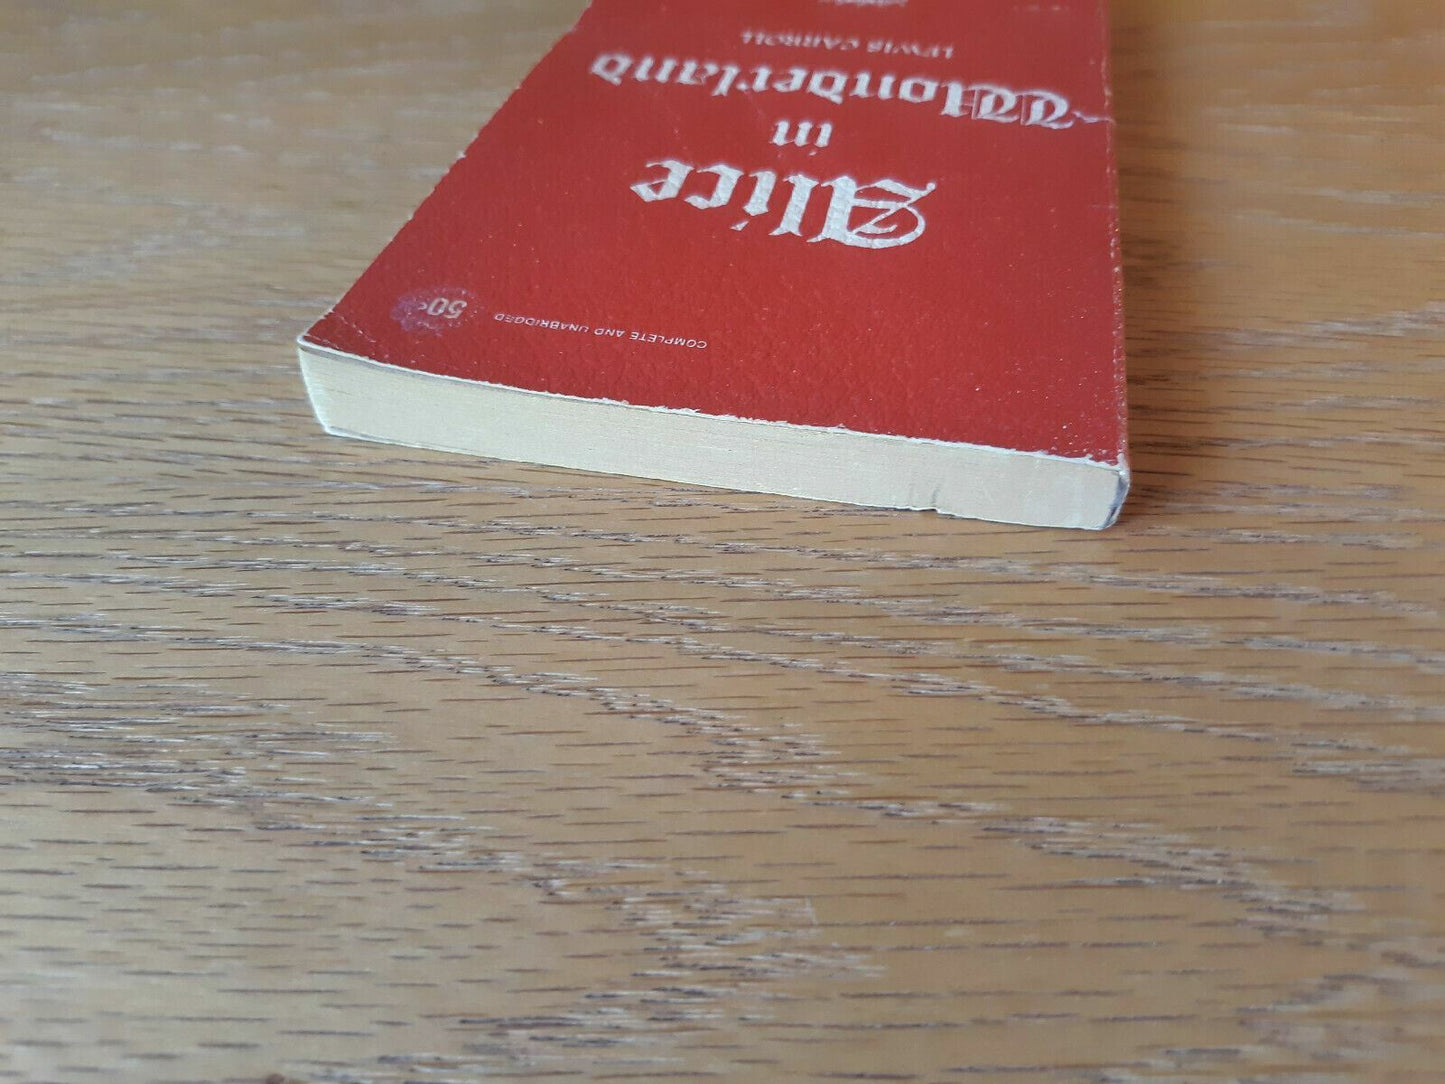 COMPLETE AND UNABRIDGED 50¢
Alice
in
Wonderland
LEWIS CARROLL